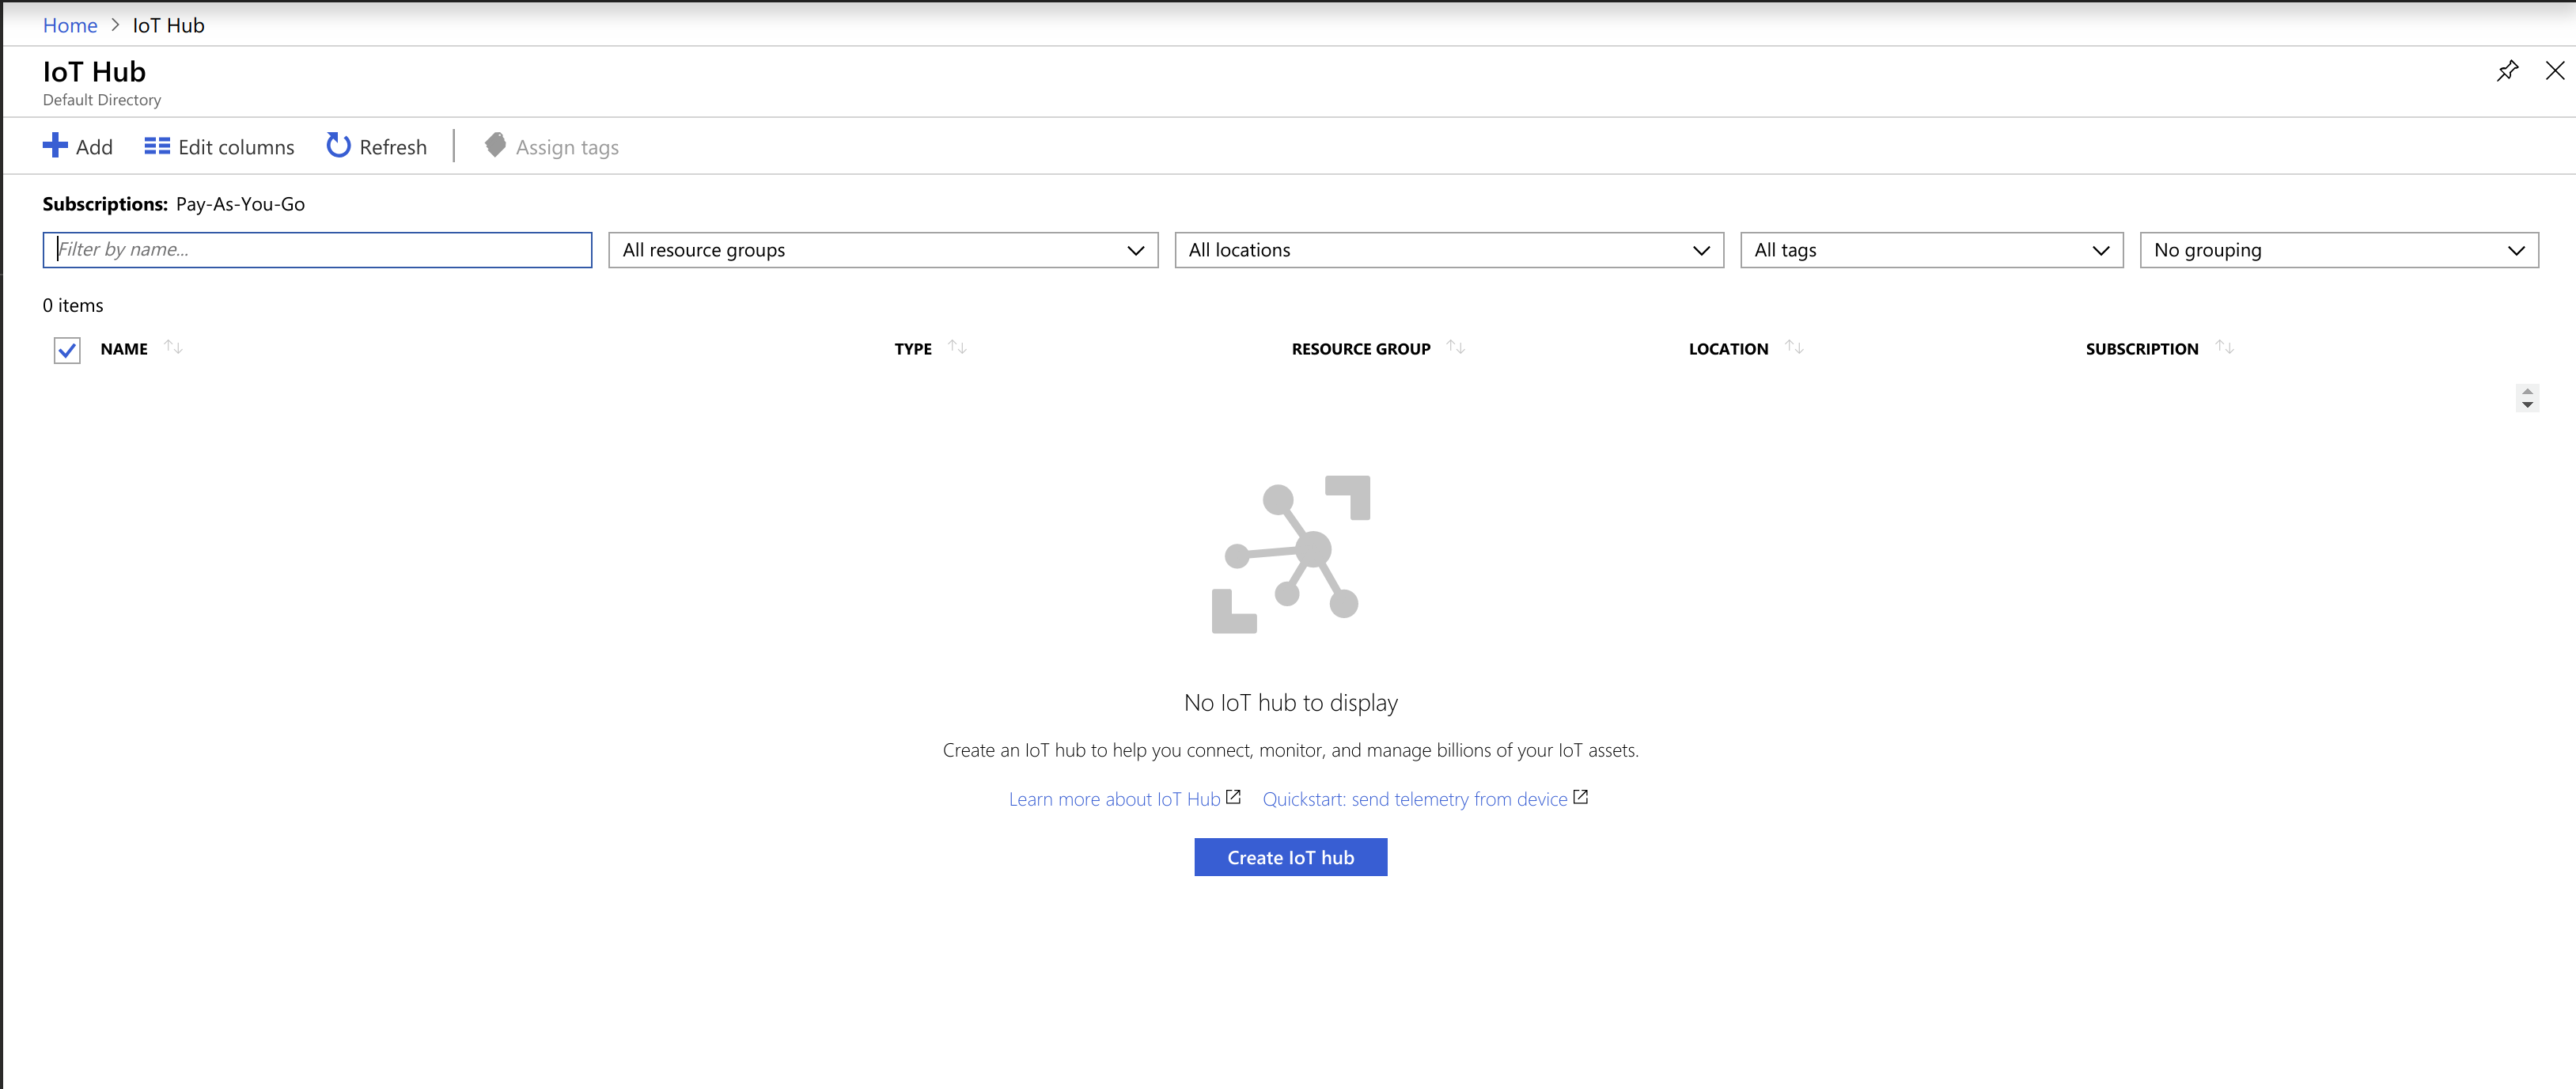 Home > IoT Hub
IoT Hub
Default Directory
Add Edit columns Refresh Assign tags
Subscriptions: Pay-As-You-Go
Filter by name... All resource groups All locations All tags No grouping
0 items
NAME TYPE RESOURCE GROUP LOCATION SUBSCRIPTION
No IoT hub to display
Create an IoT hub to help you connect, monitor, and manage billions of your IoT assets.
Learn more about IoT Hub Quickstart: send telemetry from device
Create IoT hub